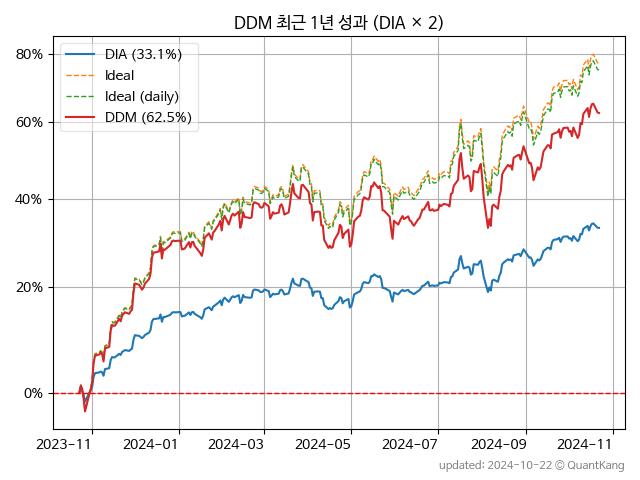 DDM 최근 1년 성과 (DIA × 2)
80%
60%
40%
20%
0%
DIA (33.1%)
Ideal
Ideal (daily)
DDM (62.5%)
2023−11
2024−01
2024−03
2024−05
2024−07
2024−09
2024−11
updated: 2024−10−22 © QuantKang